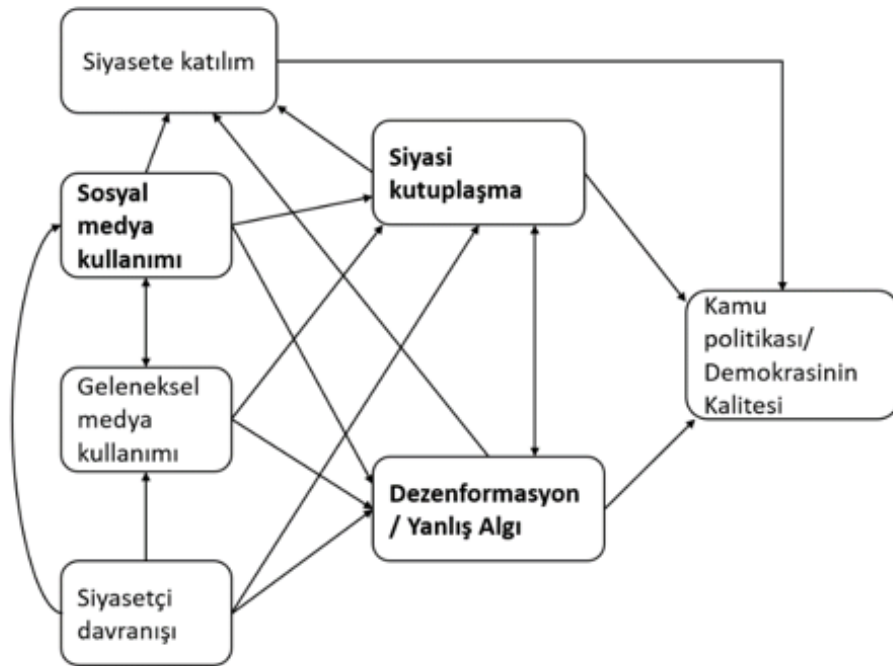 Siyasete katılım
Siyasi
kutuplaşma
Sosyal
medya
kullanımı
Kamu
politikası/
Demokrasinin
Kalitesi
Geleneksel
medya
kullanımı
Dezenformasyon
/ Yanlış Algı
Siyasetçi
davranışı